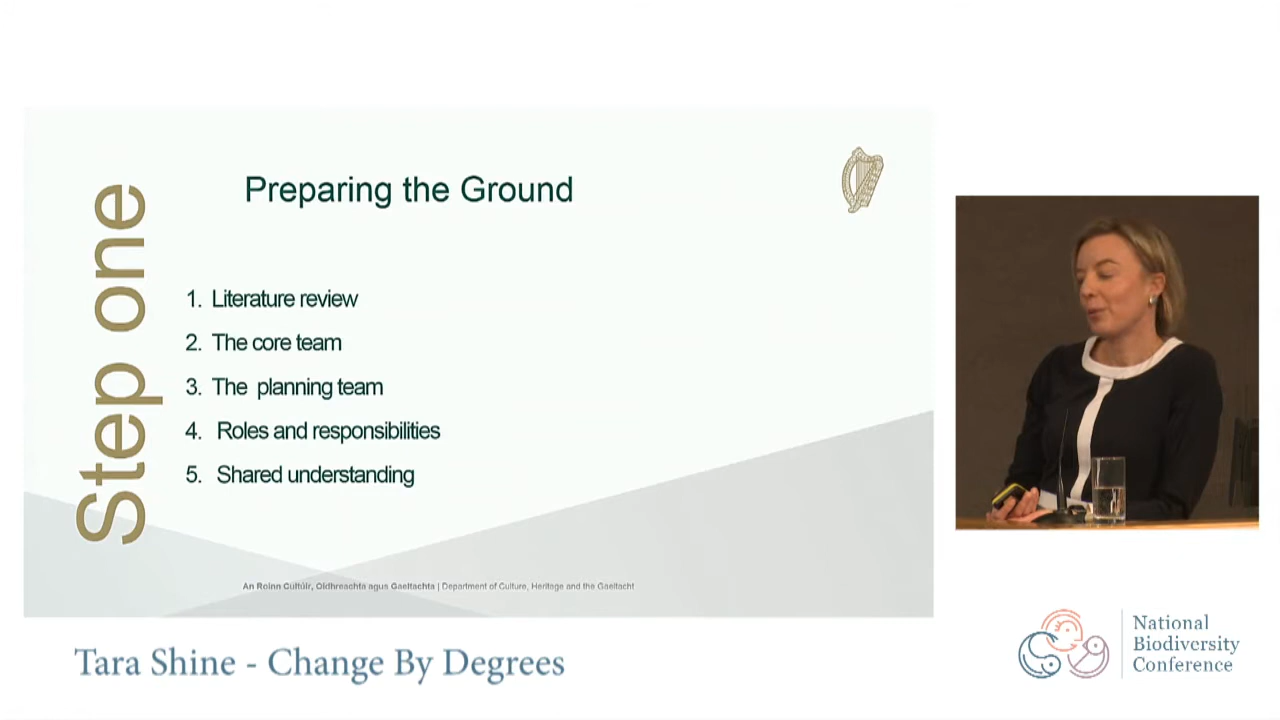 Step one
Preparing the Ground
1. Literature review
2. The core team
3. The planning team
4. Roles and responsibilities
5. Shared understanding
An Roinn Cultúir, Oidhreachta agus Gaeltachta | Department of Culture, Heritage and the Gaeltacht
Tara Shine - Change By Degrees
National
Biodiversity
Conference